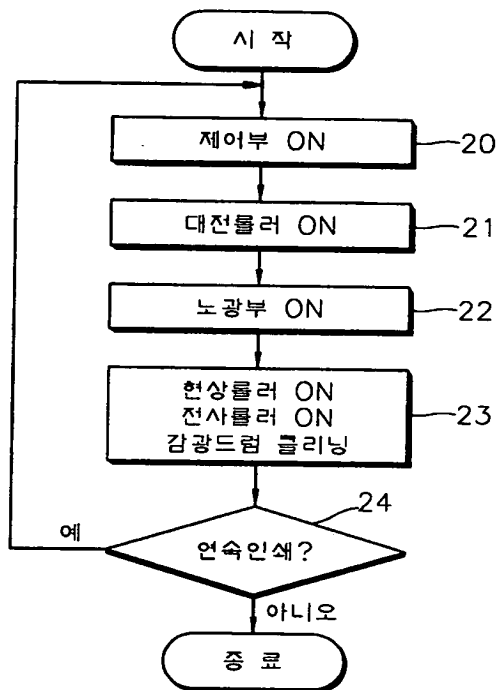 시 작
제어부 ON
20
대전롤러 ON
21
노광부 ON
22
현상롤러 ON
전사롤러 ON
감광드럼 클리닝
23
24
예
연속인쇄?
아니오
종 료